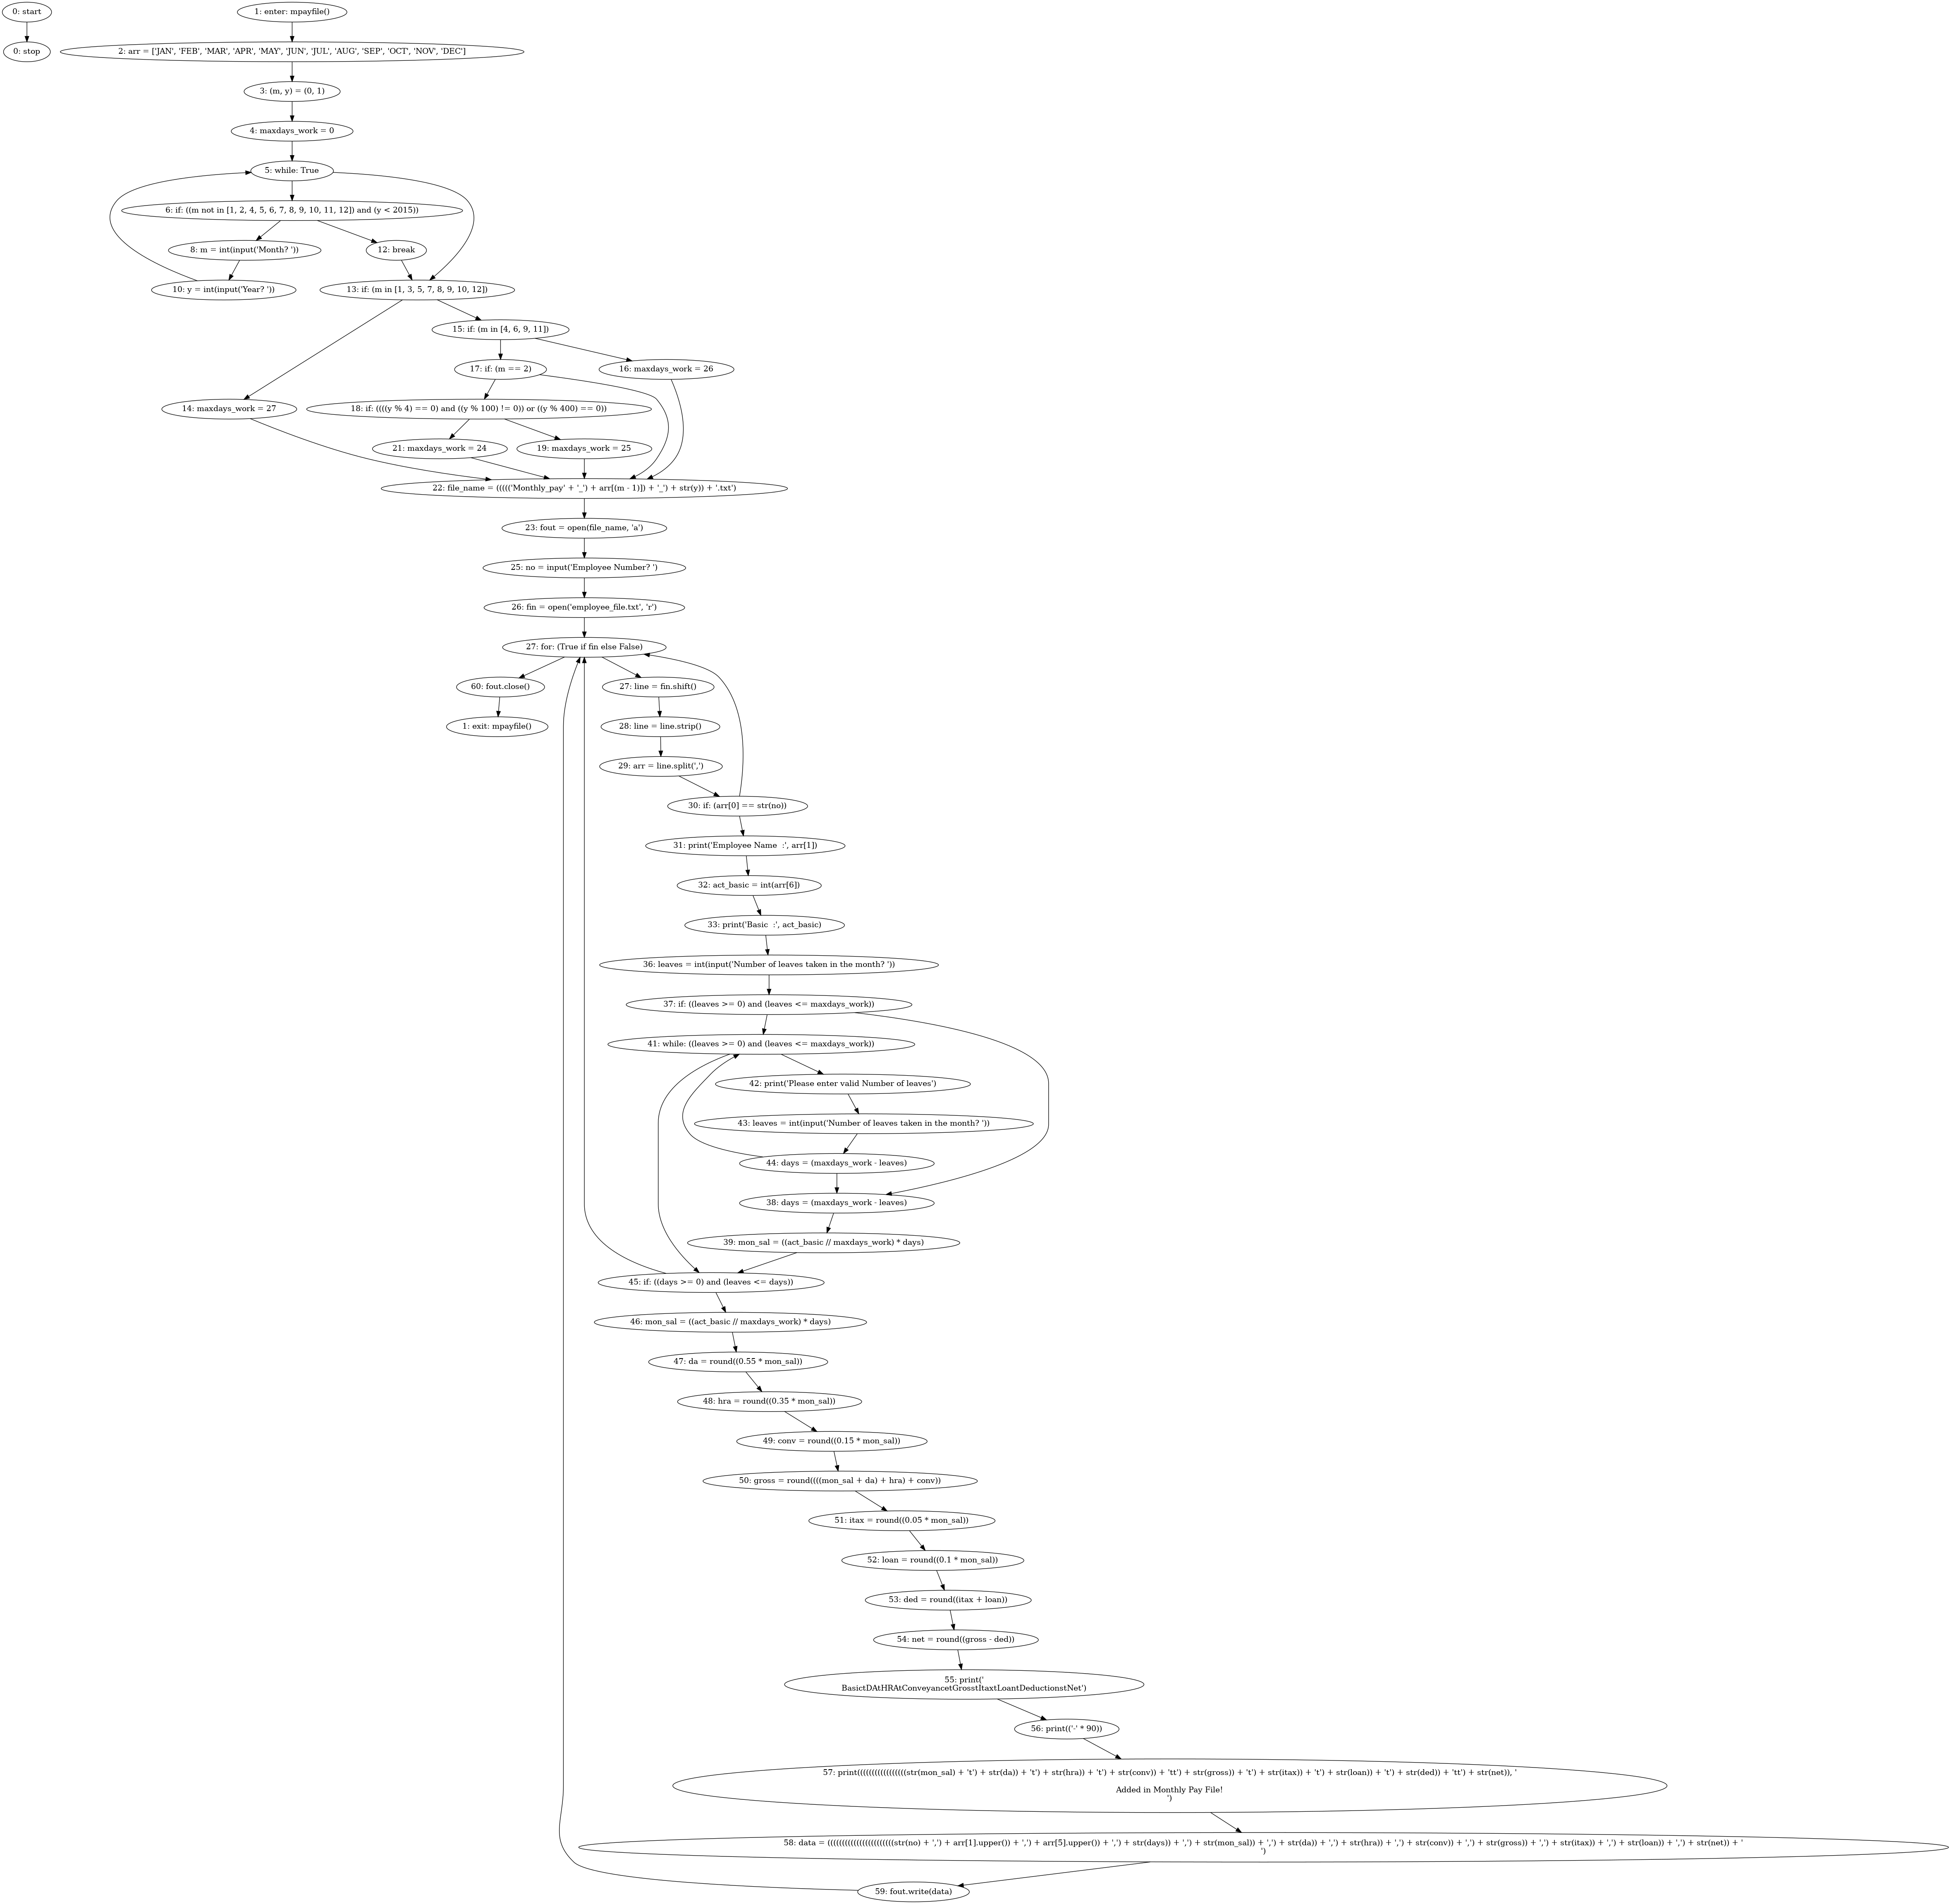 0: start
0: stop
1: enter: mpayfile()
2: arr = ['JAN', 'FEB', 'MAR', 'APR', 'MAY', 'JUN', 'JUL', 'AUG', 'SEP', 'OCT', 'NOV', 'DEC']
3: (m, y) = (0, 1)
4: maxdays_work = 0
5: while: True
6: if: ((m not in [1, 2, 4, 5, 6, 7, 8, 9, 10, 11, 12]) and (y < 2015))
8: m = int(input('Month? '))
12: break
10: y = int(input('Year? '))
13: if: (m in [1, 3, 5, 7, 8, 9, 10, 12])
15: if: (m in [4, 6, 9, 11])
17: if: (m == 2)
16: maxdays_work = 26
14: maxdays_work = 27
18: if: ((((y % 4) == 0) and ((y % 100) != 0)) or ((y % 400) == 0))
21: maxdays_work = 24
19: maxdays_work = 25
22: file_name = ((((('Monthly_pay' + '_') + arr[(m - 1)]) + '_') + str(y)) + '.txt')
23: fout = open(file_name, 'a')
25: no = input('Employee Number? ')
26: fin = open('employee_file.txt', 'r')
27: for: (True if fin else False)
60: fout.close()
27: line = fin.shift()
1: exit: mpayfile()
28: line = line.strip()
29: arr = line.split(',')
30: if: (arr[0] == str(no))
31: print('Employee Name  :', arr[1])
32: act_basic = int(arr[6])
33: print('Basic  :', act_basic)
36: leaves = int(input('Number of leaves taken in the month? '))
37: if: ((leaves >= 0) and (leaves <= maxdays_work))
41: while: ((leaves >= 0) and (leaves <= maxdays_work))
42: print('Please enter valid Number of leaves')
43: leaves = int(input('Number of leaves taken in the month? '))
44: days = (maxdays_work - leaves)
38: days = (maxdays_work - leaves)
39: mon_sal = ((act_basic // maxdays_work) * days)
45: if: ((days >= 0) and (leaves <= days))
46: mon_sal = ((act_basic // maxdays_work) * days)
47: da = round((0.55 * mon_sal))
48: hra = round((0.35 * mon_sal))
49: conv = round((0.15 * mon_sal))
50: gross = round((((mon_sal + da) + hra) + conv))
51: itax = round((0.05 * mon_sal))
52: loan = round((0.1 * mon_sal))
53: ded = round((itax + loan))
54: net = round((gross - ded))
55: print('
BasictDAtHRAtConveyancetGrosstItaxtLoantDeductionstNet')
56: print(('-' * 90))
57: print(((((((((((((((((str(mon_sal) + 't') + str(da)) + 't') + str(hra)) + 't') + str(conv)) + 'tt') + str(gross)) + 't') + str(itax)) + 't') + str(loan)) + 't') + str(ded)) + 'tt') + str(net)), '
Added in Monthly Pay File!
')
58: data = ((((((((((((((((((((((((str(no) + ',') + arr[1].upper()) + ',') + arr[5].upper()) + ',') + str(days)) + ',') + str(mon_sal)) + ',') + str(da)) + ',') + str(hra)) + ',') + str(conv)) + ',') + str(gross)) + ',') + str(itax)) + ',') + str(loan)) + ',') + str(net)) + '
')
59: fout.write(data)